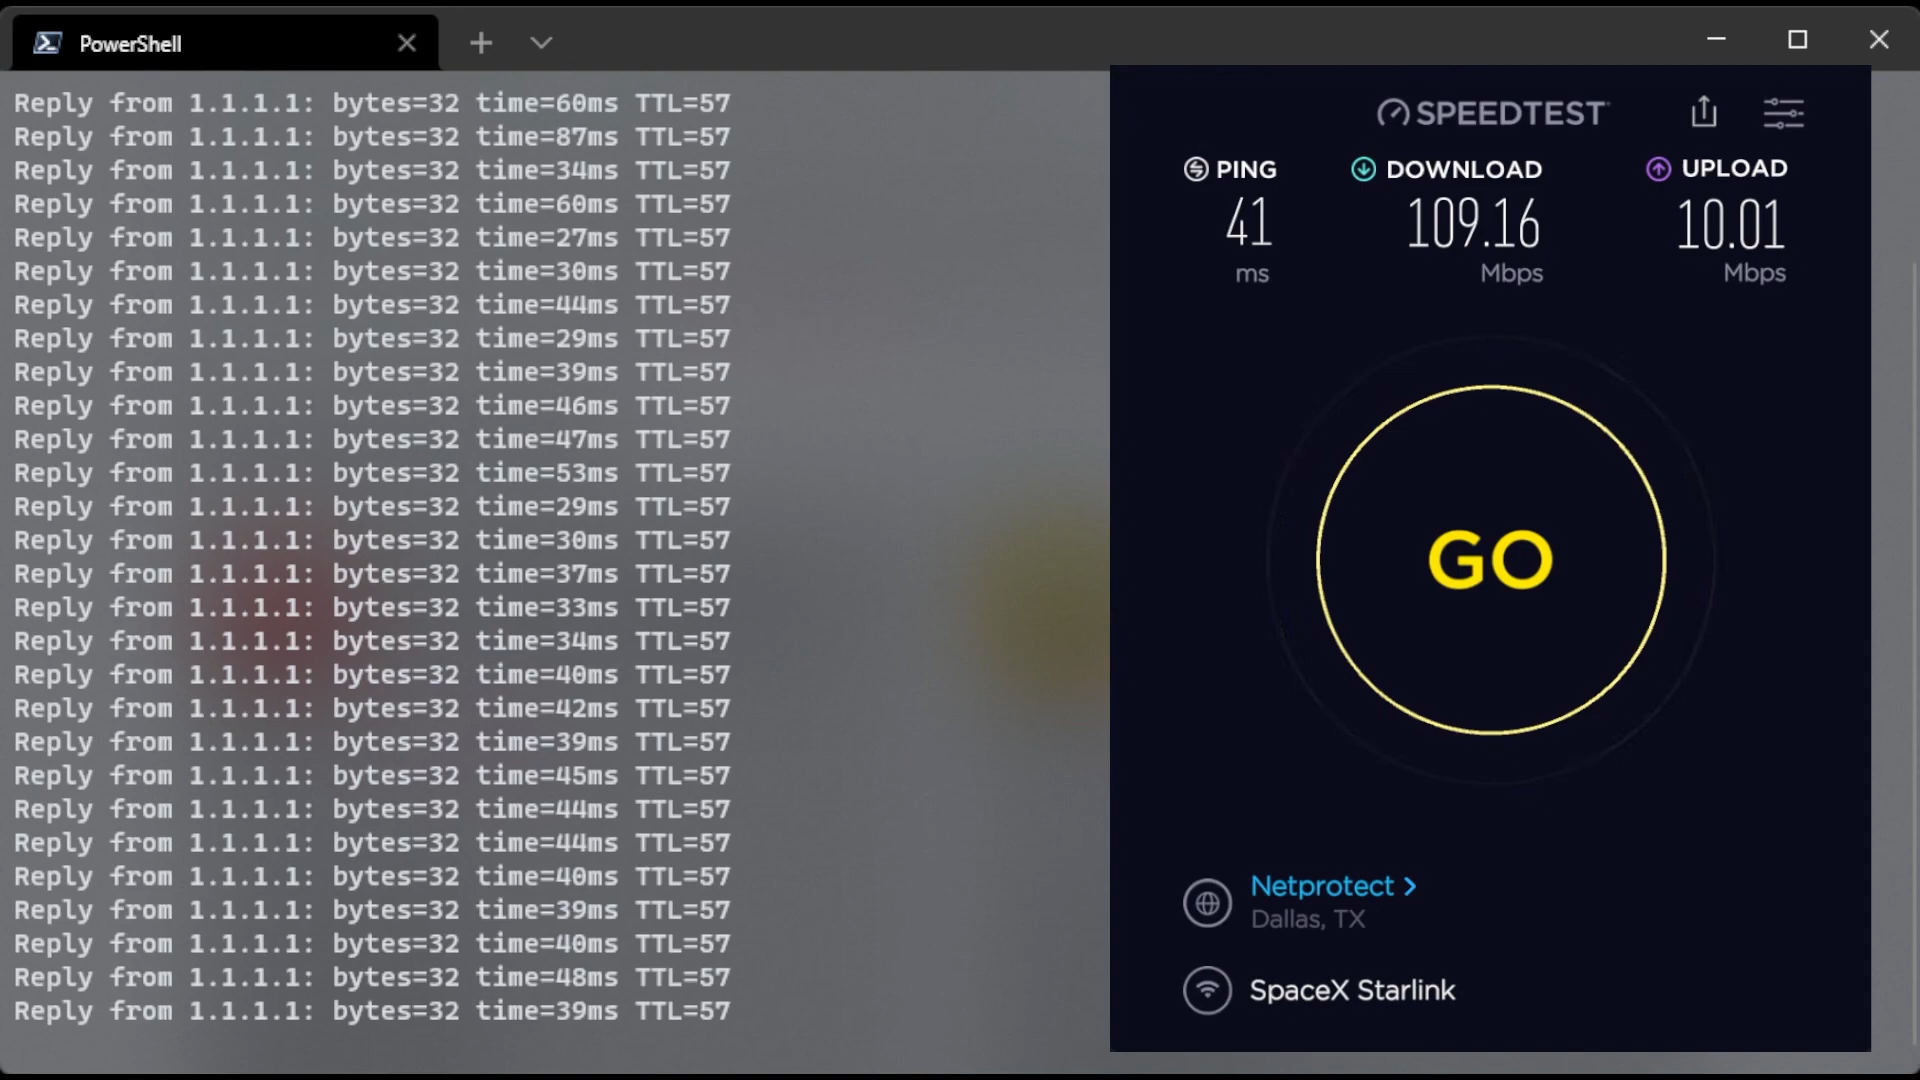 PowerShell
Reply from 1.1.1.1: bytes=32 time=60ms TTL=57
Reply from 1.1.1.1: bytes=32 time=87ms TTL=57
Reply from 1.1.1.1: bytes=32 time=34ms TTL=57
Reply from 1.1.1.1: bytes=32 time=60ms TTL=57
Reply from 1.1.1.1: bytes=32 time=27ms TTL=57
Reply from 1.1.1.1: bytes=32 time=30ms TTL=57
Reply from 1.1.1.1: bytes=32 time=44ms TTL=57
Reply from 1.1.1.1: bytes=32 time=29ms TTL=57
Reply from 1.1.1.1: bytes=32 time=39ms TTL=57
Reply from 1.1.1.1: bytes=32 time=46ms TTL=57
Reply from 1.1.1.1: bytes=32 time=47ms TTL=57
Reply from 1.1.1.1: bytes=32 time=53ms TTL=57
Reply from 1.1.1.1: bytes=32 time=29ms TTL=57
Reply from 1.1.1.1: bytes=32 time=30ms TTL=57
Reply from 1.1.1.1: bytes=32 time=37ms TTL=57
Reply from 1.1.1.1: bytes=32 time=33ms TTL=57
Reply from 1.1.1.1: bytes=32 time=34ms TTL=57
Reply from 1.1.1.1: bytes=32 time=40ms TTL=57
Reply from 1.1.1.1: bytes=32 time=42ms TTL=57
Reply from 1.1.1.1: bytes=32 time=39ms TTL=57
Reply from 1.1.1.1: bytes=32 time=45ms TTL=57
Reply from 1.1.1.1: bytes=32 time=44ms TTL=57
Reply from 1.1.1.1: bytes=32 time=44ms TTL=57
Reply from 1.1.1.1: bytes=32 time=40ms TTL=57
Reply from 1.1.1.1: bytes=32 time=39ms TTL=57
Reply from 1.1.1.1: bytes=32 time=40ms TTL=57
Reply from 1.1.1.1: bytes=32 time=48ms TTL=57
Reply from 1.1.1.1: bytes=32 time=39ms TTL=57
SPEEDTEST
PING DOWNLOAD UPLOAD
41 109.16 10.01
ms Mbps Mbps
GO
Netprotect >
Dallas, TX
SpaceX Starlink